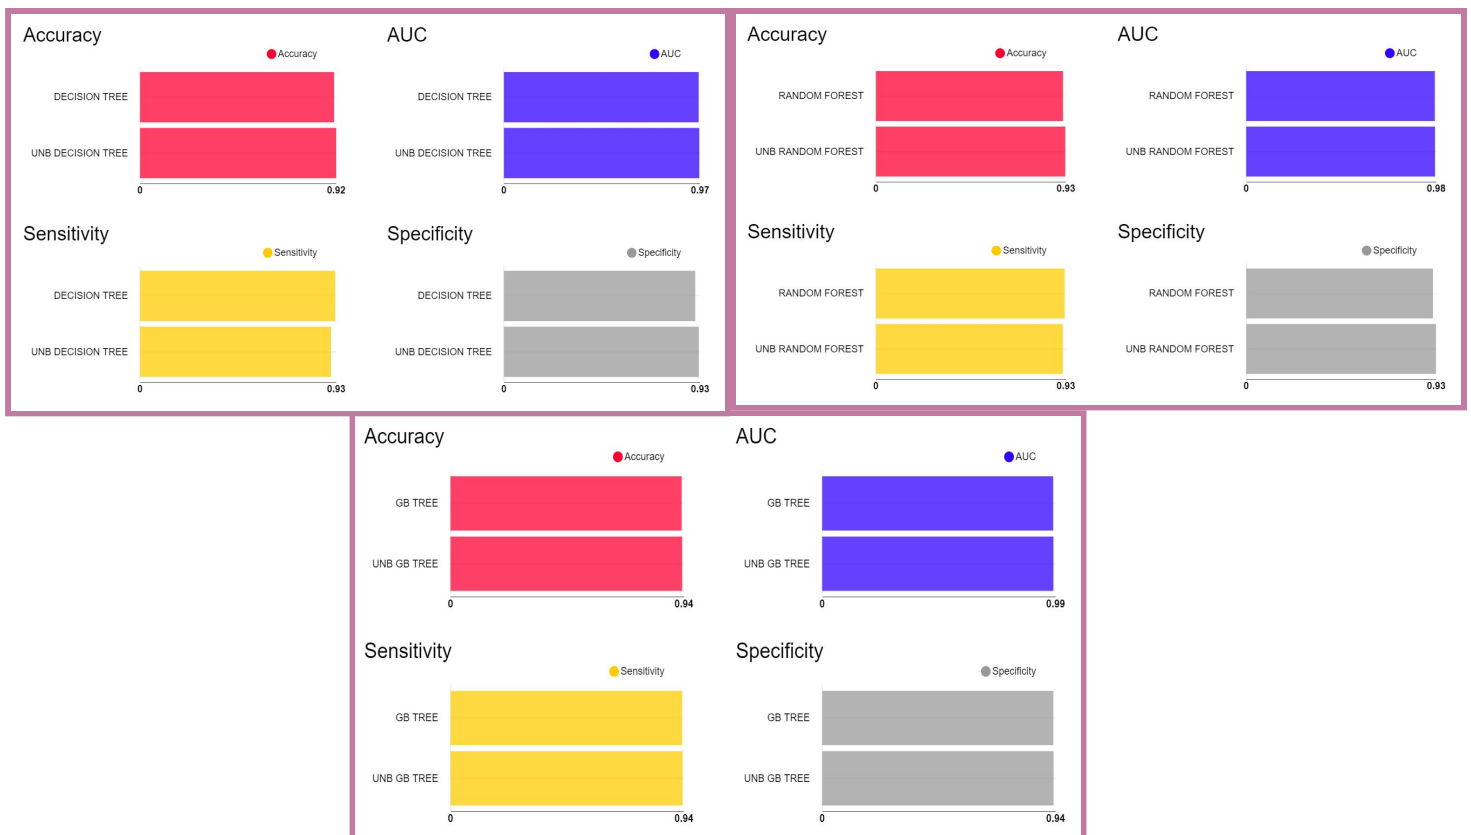 Accuracy
Accuracy
DECISION TREE
UNB DECISION TREE
0 0.92
AUC
AUC
DECISION TREE
UNB DECISION TREE
0 0.97
Sensitivity
Sensitivity
DECISION TREE
UNB DECISION TREE
0 0.93
Specificity
Specificity
DECISION TREE
UNB DECISION TREE
0 0.93
Accuracy
Accuracy
RANDOM FOREST
UNB RANDOM FOREST
0 0.93
AUC
AUC
RANDOM FOREST
UNB RANDOM FOREST
0 0.98
Sensitivity
Sensitivity
RANDOM FOREST
UNB RANDOM FOREST
0 0.93
Specificity
Specificity
RANDOM FOREST
UNB RANDOM FOREST
0 0.93
Accuracy
Accuracy
GB TREE
UNB GB TREE
0 0.94
AUC
AUC
GB TREE
UNB GB TREE
0 0.99
Sensitivity
Sensitivity
GB TREE
UNB GB TREE
0 0.94
Specificity
Specificity
GB TREE
UNB GB TREE
0 0.94